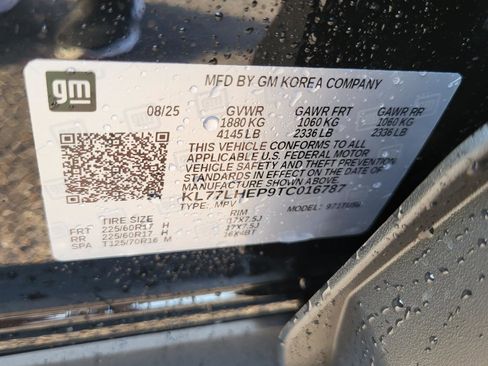 gm
MFD BY GM KOREA COMPANY
08/25 GVWR GAWR FRT GAWR RR
1880 KG 1060 KG 1060 KG
4145 LB 2336 LB 2336 LB
THIS VEHICLE CONFORMS TO ALL
APPLICABLE U.S. FEDERAL MOTOR
VEHICLE SAFETY AND THEFT PREVENTION
STANDARDS IN EFFECT ON THE DATE OF
MANUFACTURE SHOWN ABOVE.
KL77LHEP9TC016787
TYPE: MPV MODEL:
TIRE SIZE RIM
FRT 225/60R17 H 17X7.5J
RR 225/60R17 H 17X7.5J
SPA T125/70R16 M 16X4BT